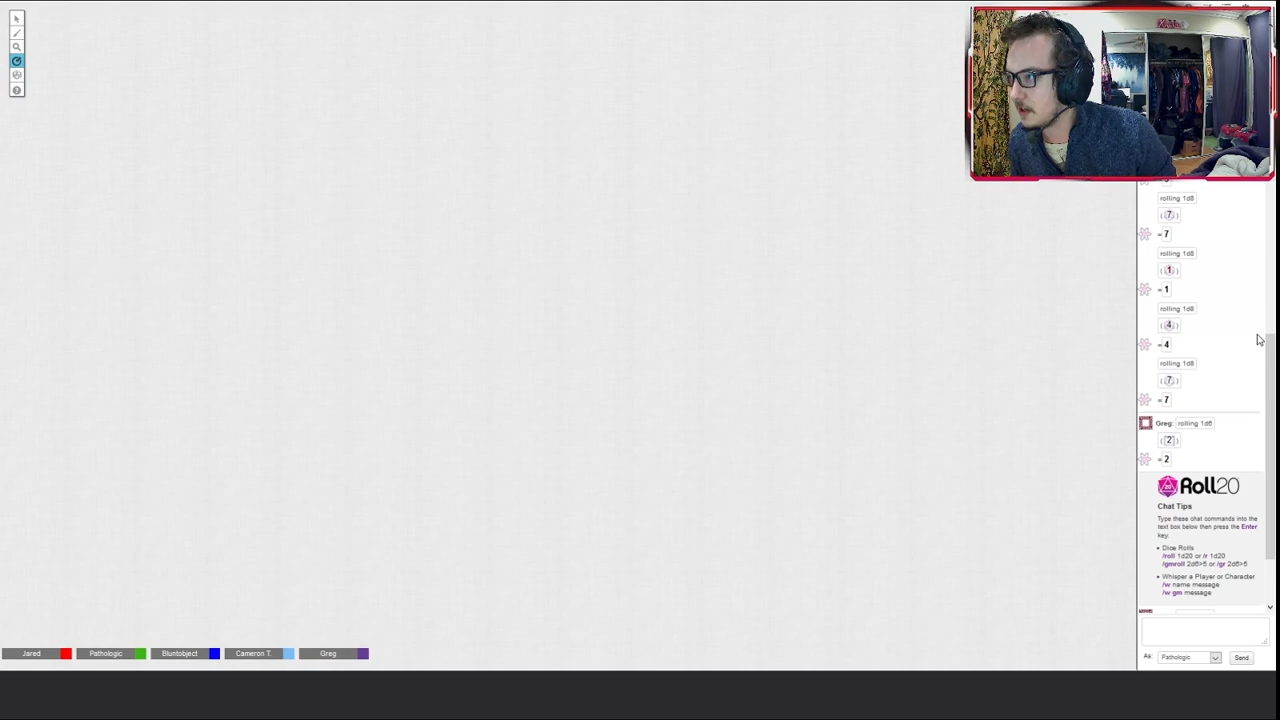 rolling 1d8
(7)
=7
rolling 1d8
(1)
=1
rolling 1d8
(4)
=4
rolling 1d8
(7)
=7
Greg: rolling 1d6
(2)
=2
Roll20
Chat Tips
Type these chat commands into the
text box below then press the Enter
key.
• Dice Rolls
/roll 1d20 or /r 1d20
/gmroll 2d6>5 or /gr 2d6>5
• Whisper a Player or Character
/w name message
/w gm message
As: Pathologic Send
Jared Pathologic Bluntobject Cameron T. Greg